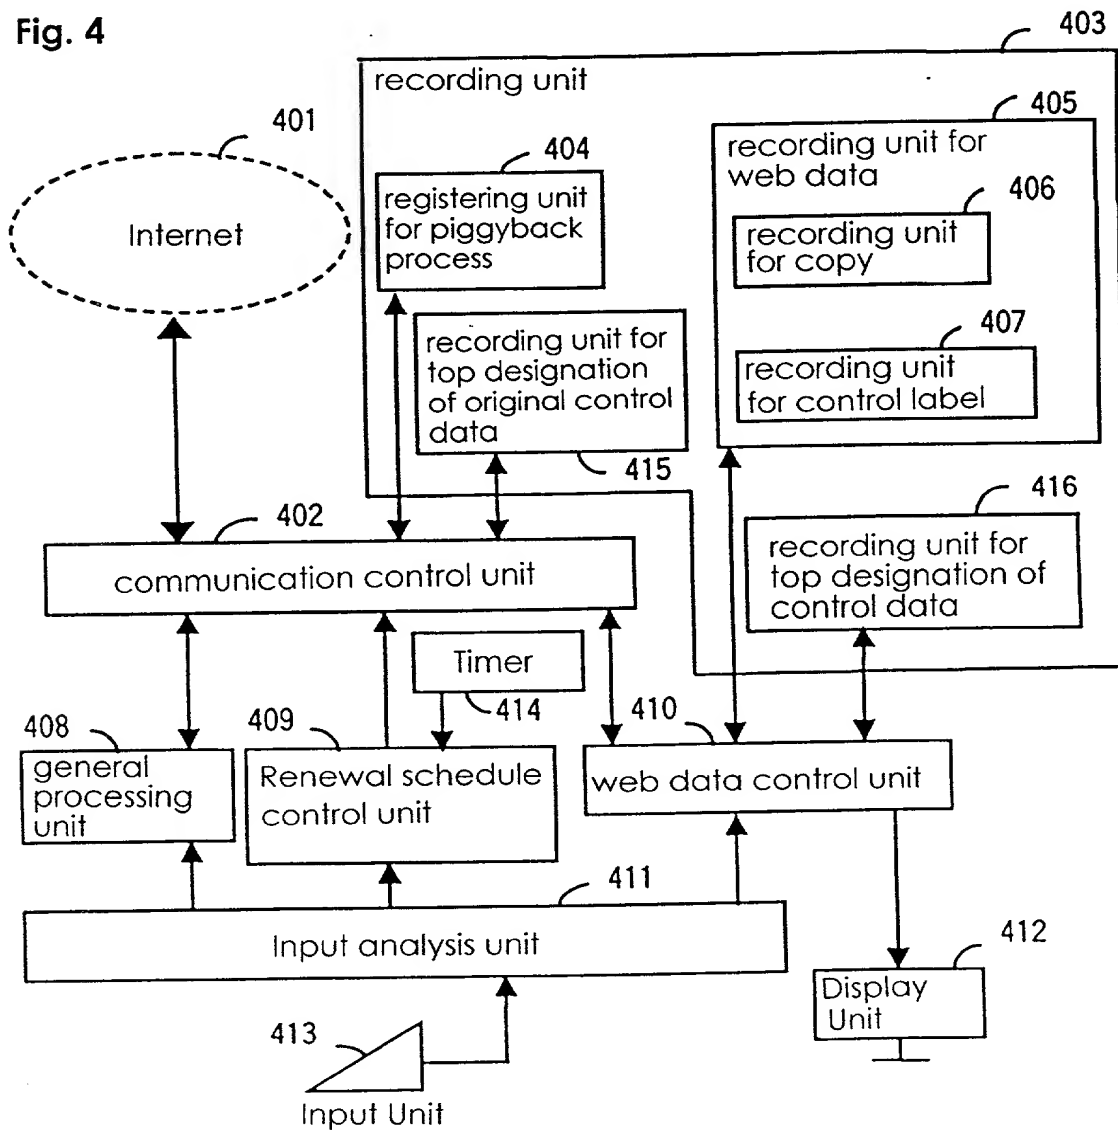 Fig. 4
403
recording unit
401
Internet
404
registering unit
for piggyback
process
405
recording unit for
web data
406
recording unit
for copy
407
recording unit
for control label
recording unit for
top designation
of original control
data
415
416
recording unit for
top designation of
control data
402
communication control unit
Timer
414
408
general
processing
unit
409
Renewal schedule
control unit
410
web data control unit
411
Input analysis unit
412
Display
Unit
413
Input Unit